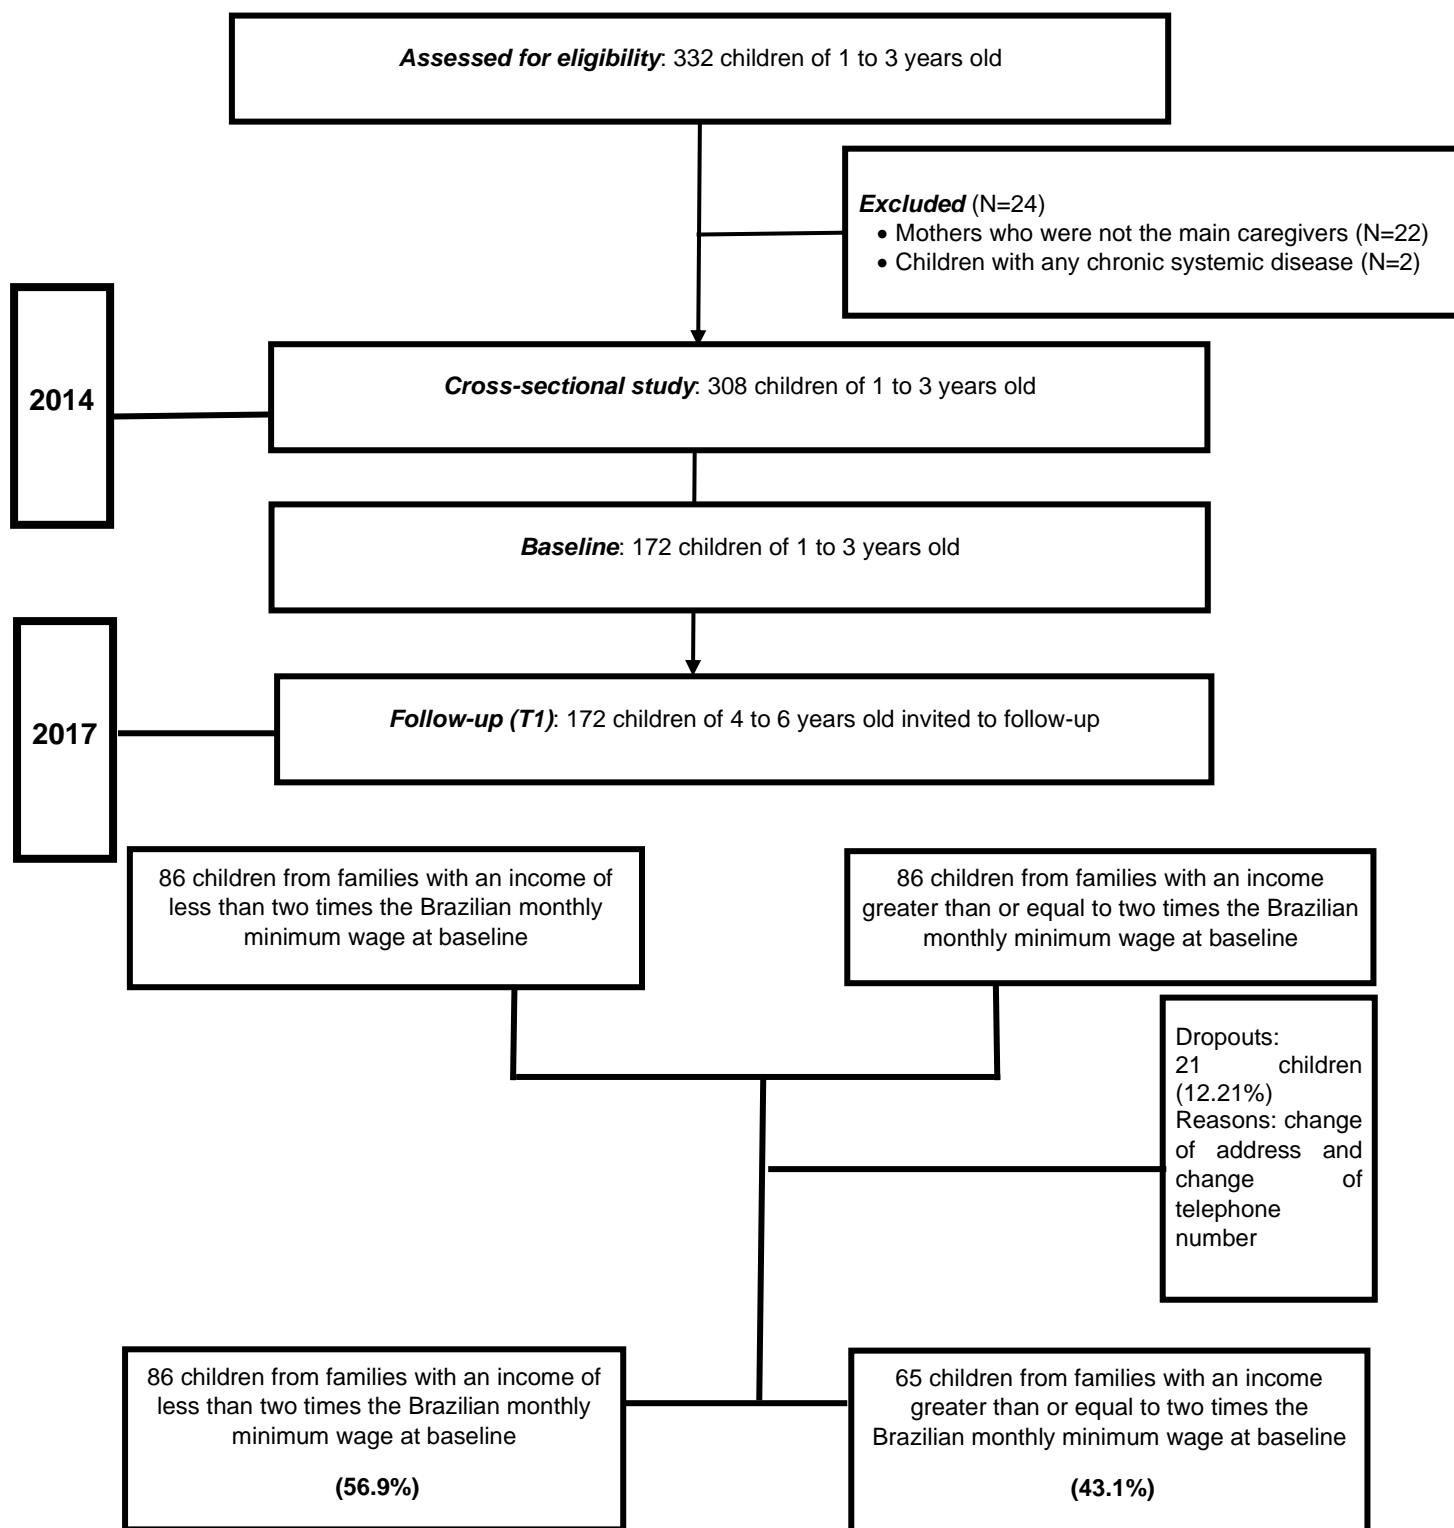 Assessed for eligibility: 332 children of 1 to 3 years old
Excluded (N=24)
• Mothers who were not the main caregivers (N=22)
• Children with any chronic systemic disease (N=2)
2014
Cross-sectional study: 308 children of 1 to 3 years old
Baseline: 172 children of 1 to 3 years old
2017
Follow-up (T1): 172 children of 4 to 6 years old invited to follow-up
86 children from families with an income of
less than two times the Brazilian monthly
minimum wage at baseline
86 children from families with an income
greater than or equal to two times the Brazilian
monthly minimum wage at baseline
Dropouts:
21 children
(12.21%)
Reasons: change
of address and
change of
telephone
number
86 children from families with an income of
less than two times the Brazilian monthly
minimum wage at baseline
(56.9%)
65 children from families with an income
greater than or equal to two times the
Brazilian monthly minimum wage at baseline
(43.1%)